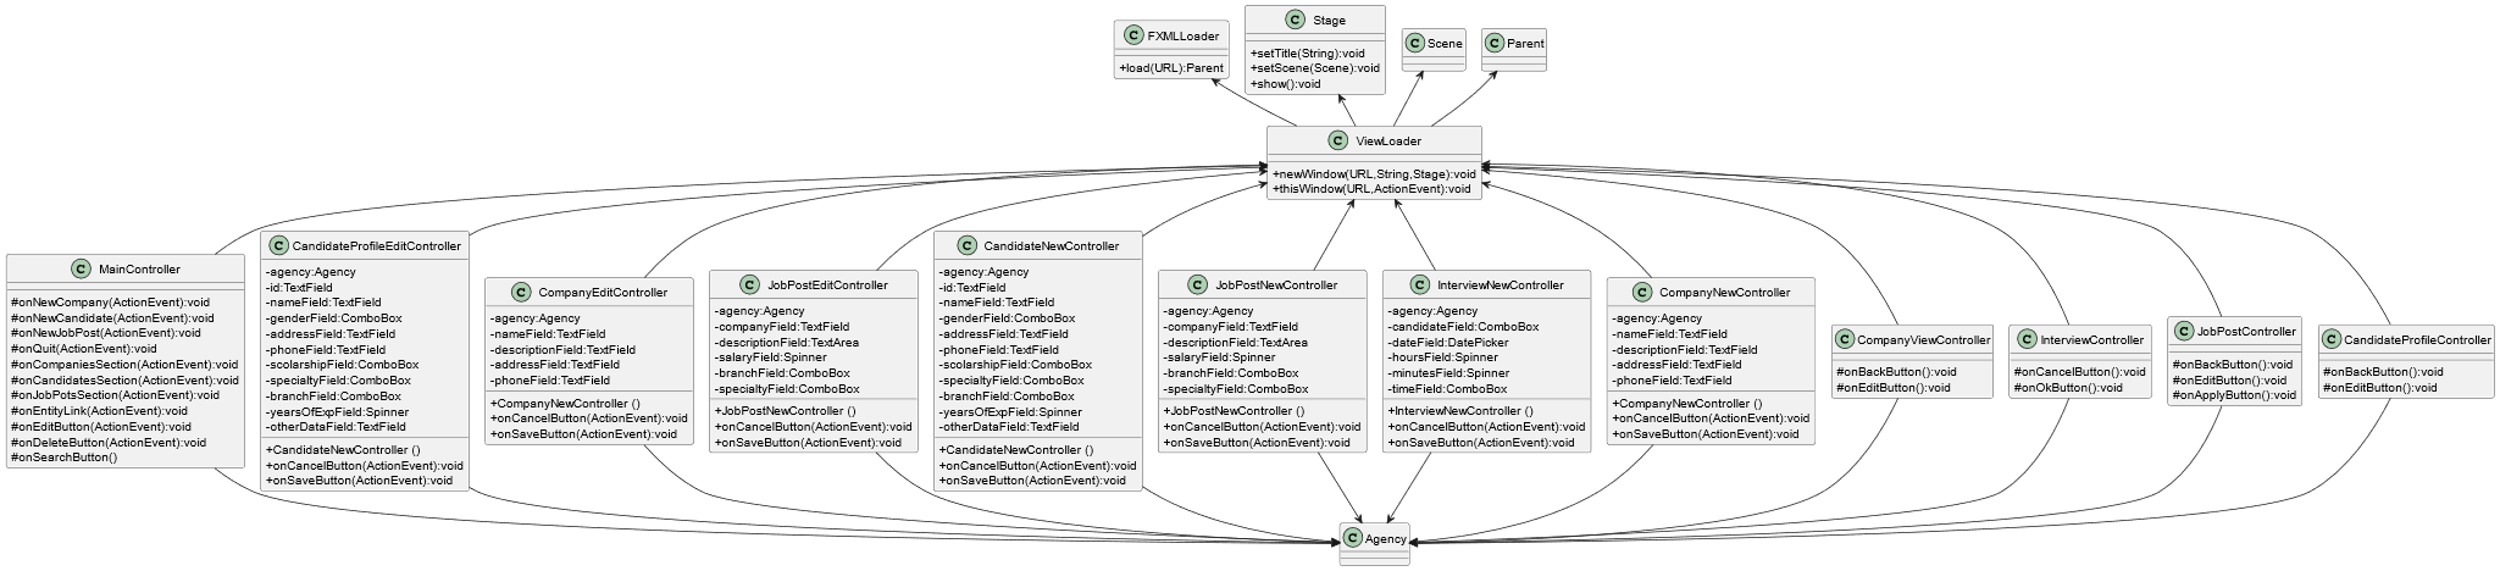 C FXMLLoader
+load(URL):Parent
C Stage
+setTitle(String):void
+setScene(Scene):void
+show():void
C Scene
C Parent
C ViewLoader
+newWindow(URL,String,Stage):void
+thisWindow(URL,ActionEvent):void
C MainController
#onNewCompany(ActionEvent):void
#onNewCandidate(ActionEvent):void
#onNewJobPost(ActionEvent):void
#onQuit(ActionEvent):void
#onCompaniesSection(ActionEvent):void
#onCandidatesSection(ActionEvent):void
#onJobPotsSection(ActionEvent):void
#onEntityLink(ActionEvent):void
#onEditButton(ActionEvent):void
#onDeleteButton(ActionEvent):void
#onSearchButton()
C CandidateProfileEditController
-agency:Agency
-id:TextField
-nameField:TextField
-genderField:ComboBox
-addressField:TextField
-phoneField:TextField
-scolarshipField:ComboBox
-specialtyField:ComboBox
-branchField:ComboBox
-yearsOfExpField:Spinner
-otherDataField:TextField
+CandidateNewController ()
+onCancelButton(ActionEvent):void
+onSaveButton(ActionEvent):void
C CompanyEditController
-agency:Agency
-nameField:TextField
-descriptionField:TextField
-addressField:TextField
-phoneField:TextField
+CompanyNewController ()
+onCancelButton(ActionEvent):void
+onSaveButton(ActionEvent):void
C JobPostEditController
-agency:Agency
-companyField:TextField
-descriptionField:TextArea
-salaryField:Spinner
-branchField:ComboBox
-specialtyField:ComboBox
+JobPostNewController ()
+onCancelButton(ActionEvent):void
+onSaveButton(ActionEvent):void
C CandidateNewController
-agency:Agency
-id:TextField
-nameField:TextField
-genderField:ComboBox
-addressField:TextField
-phoneField:TextField
-scolarshipField:ComboBox
-specialtyField:ComboBox
-branchField:ComboBox
-yearsOfExpField:Spinner
-otherDataField:TextField
+CandidateNewController ()
+onCancelButton(ActionEvent):void
+onSaveButton(ActionEvent):void
C JobPostNewController
-agency:Agency
-companyField:TextField
-descriptionField:TextArea
-salaryField:Spinner
-branchField:ComboBox
-specialtyField:ComboBox
+JobPostNewController ()
+onCancelButton(ActionEvent):void
+onSaveButton(ActionEvent):void
C InterviewNewController
-agency:Agency
-candidateField:ComboBox
-dateField:DatePicker
-hoursField:Spinner
-minutesField:Spinner
-timeField:ComboBox
+InterviewNewController ()
+onCancelButton(ActionEvent):void
+onSaveButton(ActionEvent):void
C CompanyNewController
-agency:Agency
-nameField:TextField
-descriptionField:TextField
-addressField:TextField
-phoneField:TextField
+CompanyNewController ()
+onCancelButton(ActionEvent):void
+onSaveButton(ActionEvent):void
C CompanyViewController
#onBackButton():void
#onEditButton():void
C InterviewController
#onCancelButton():void
#onOkButton():void
C JobPostController
#onBackButton():void
#onEditButton():void
#onApplyButton():void
C CandidateProfileController
#onBackButton():void
#onEditButton():void
C Agency